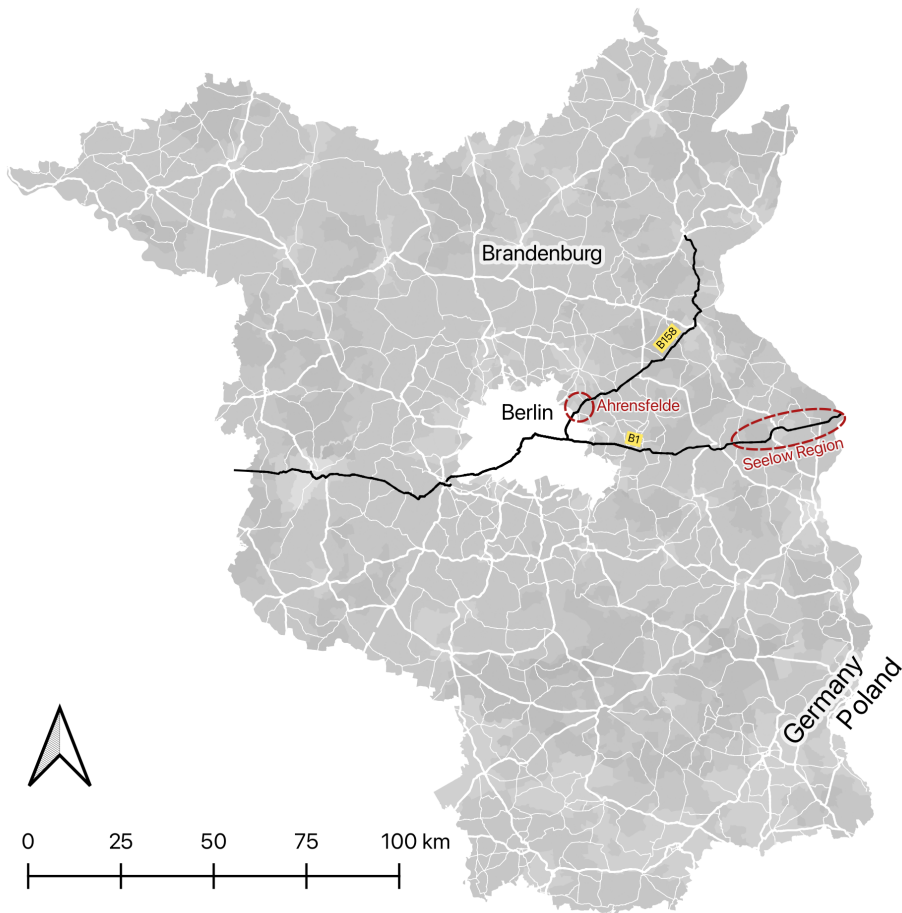 Brandenburg
B158
Berlin
Ahrensfelde
B1
Seelow Region
Germany
Poland
0 25 50 75 100 km